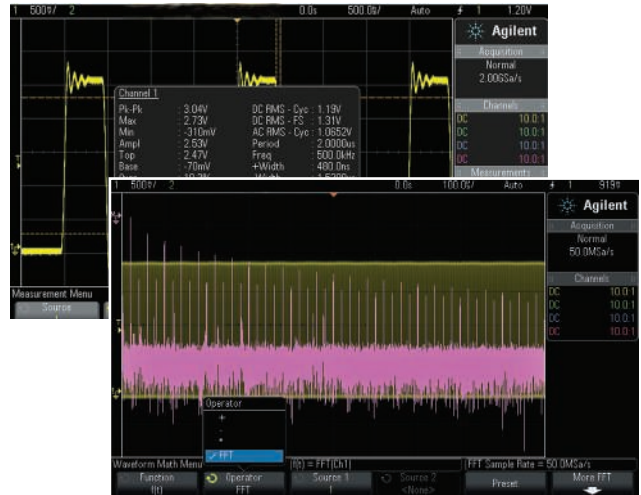 1 500▽/ 2 0.0s 500.0▽/ Auto 1 1.20V
Agilent
Acquisition
Normal
2.00GSa/s
Channels
DC 10.0:1
DC 10.0:1
DC 10.0:1
DC 10.0:1
Measurements
Channel 1
Pk-Pk : 3.04V DC RMS - Cyc : 1.19V
Max : 2.73V DC RMS - FS : 1.31V
Min : -310mV AC RMS - Cyc : 1.0652V
Ampl : 2.53V Period : 2.0000us
Top : 2.47V Freq : 500.0kHz
Base : -70mV +Width : 480.0ns
Measurement Menu
Source
1 500▽/ 2 0.0s 100.0▽/ Auto 1 919▽
Agilent
Acquisition
Normal
50.0MSa/s
Channels
DC 10.0:1
DC 10.0:1
DC 10.0:1
DC 10.0:1
Operator
+
-
*
FFT
Waveform Math Menu f(t) = FFT(Ch1) FFT Sample Rate = 50.0MSa/s
Function
f(t)
Operator
FFT
Source 1
1
Source 2
<None>
Preset
More FFT